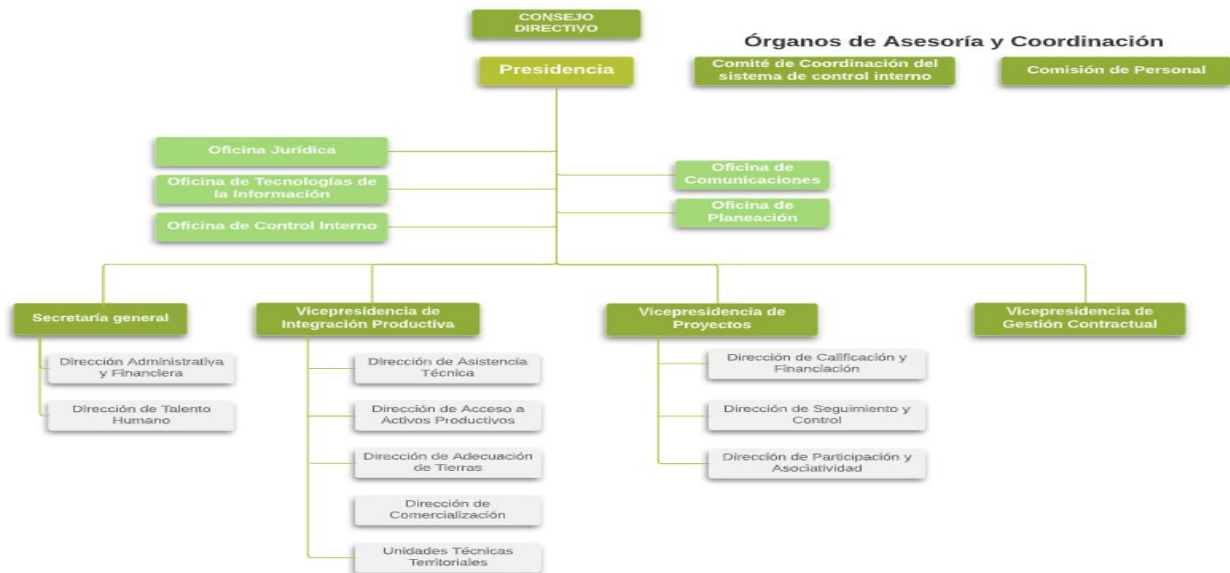 CONSEJO
DIRECTIVO
Órganos de Asesoría y Coordinación
Presidencia
Comité de Coordinación del
sistema de control interno
Comisión de Personal
Oficina Jurídica
Oficina de Tecnologías de
la Información
Oficina de Control Interno
Oficina de
Comunicaciones
Oficina de
Planeación
Secretaría general
Dirección Administrativa
y Financiera
Dirección de Talento
Humano
Vicepresidencia de
Integración Productiva
Dirección de Asistencia
Técnica
Dirección de Acceso a
Activos Productivos
Dirección de Adecuación
de Tierras
Dirección de
Comercialización
Unidades Técnicas
Territoriales
Vicepresidencia de
Proyectos
Dirección de Calificación y
Financiación
Dirección de Seguimiento y
Control
Dirección de Participación y
Asociatividad
Vicepresidencia de
Gestión Contractual